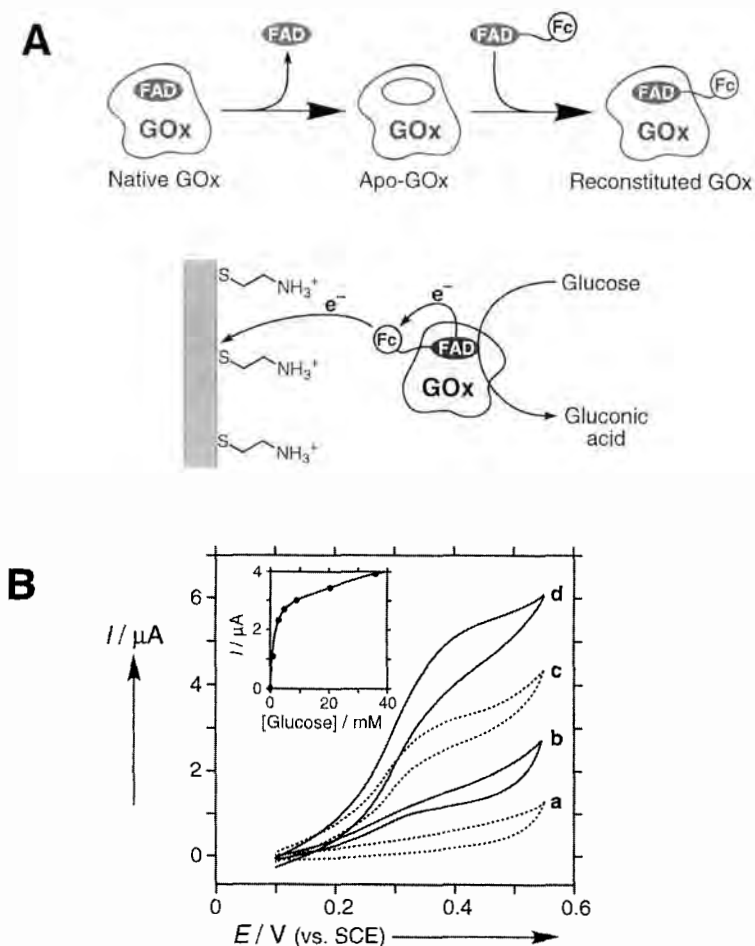 A
FAD
FAD Fc
FAD
GOx
GOx
FAD Fc
GOx
Native GOx
Apo-GOx
Reconstituted GOx
S NH₃⁺
e⁻
e⁻
Glucose
Fc
FAD
GOx
S NH₃⁺
Gluconic
acid
S NH₃⁺
B
I / μA
6
4
2
0
4
2
0
I / μA
0 20 40
[Glucose] / mM
d
c
b
a
0 0.2 0.4 0.6
E / V (vs. SCE)